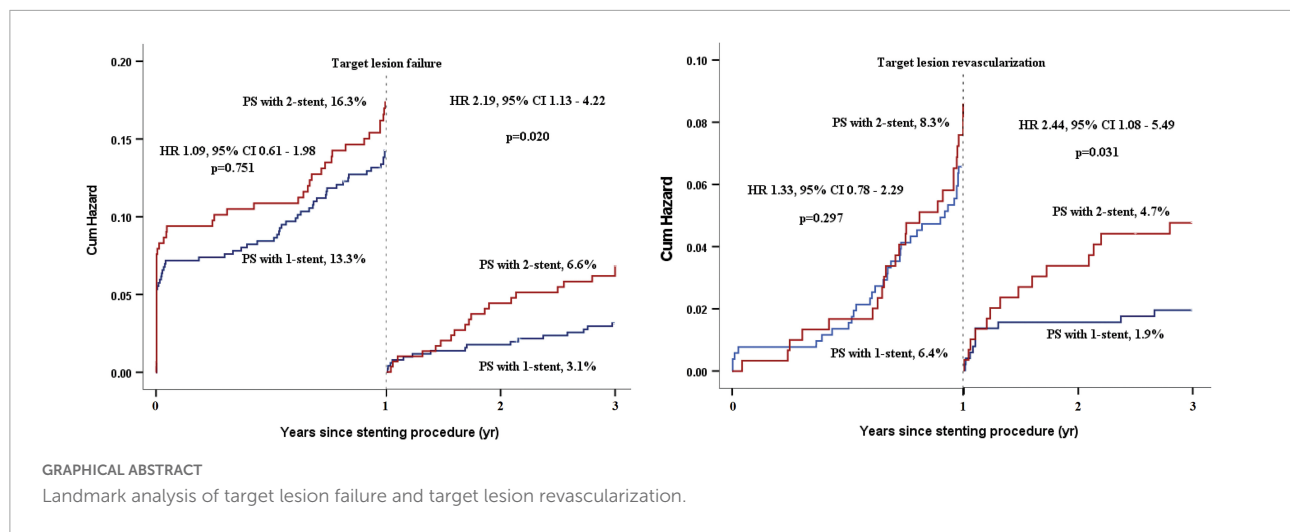 Target lesion failure
0.20
PS with 2-stent, 16.3%
HR 2.19, 95% CI 1.13 - 4.22
p=0.020
0.15
HR 1.09, 95% CI 0.61 - 1.98
p=0.751
Cum Hazard
0.10
PS with 1-stent, 13.3%
PS with 2-stent, 6.6%
0.05
PS with 1-stent, 3.1%
0.00
0 1 2 3
Years since stenting procedure (yr)
Target lesion revascularization
0.10
PS with 2-stent, 8.3%
HR 2.44, 95% CI 1.08 - 5.49
p=0.031
0.08
HR 1.33, 95% CI 0.78 - 2.29
p=0.297
0.06
Cum Hazard
PS with 2-stent, 4.7%
0.04
0.02
PS with 1-stent, 6.4%
PS with 1-stent, 1.9%
0.00
0 1 2 3
Years since stenting procedure (yr)
GRAPHICAL ABSTRACT
Landmark analysis of target lesion failure and target lesion revascularization.